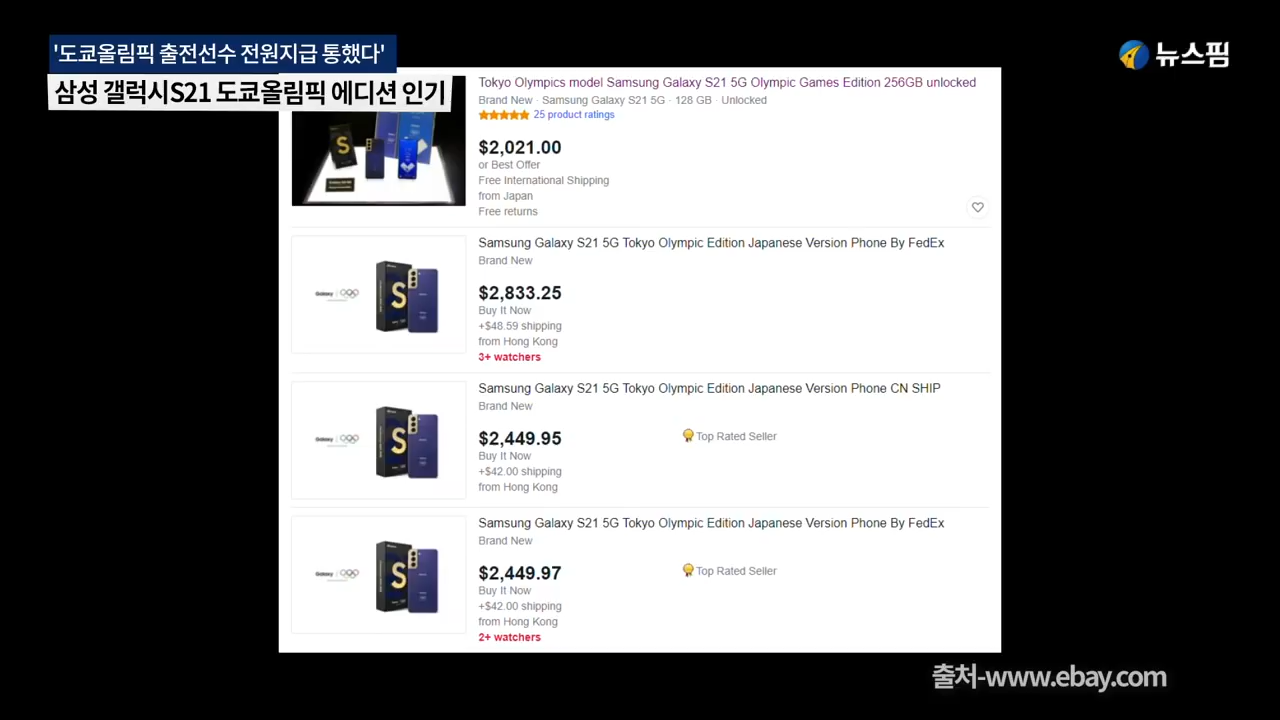 '도쿄올림픽 출전선수 전원지급 통했다'
삼성 갤럭시S21 도쿄올림픽 에디션 인기
뉴스핌
Tokyo Olympics model Samsung Galaxy S21 5G Olympic Games Edition 256GB unlocked
Brand New · Samsung Galaxy S21 5G · 128 GB · Unlocked
25 product ratings
$2,021.00
or Best Offer
Free International Shipping
from Japan
Free returns
S
Samsung Galaxy S21 5G Tokyo Olympic Edition Japanese Version Phone By FedEx
Brand New
$2,833.25
Buy It Now
+$48.59 shipping
from Hong Kong
3+ watchers
Galaxy
S
Samsung Galaxy S21 5G Tokyo Olympic Edition Japanese Version Phone CN SHIP
Brand New
$2,449.95
Top Rated Seller
Buy It Now
+$42.00 shipping
from Hong Kong
Galaxy
S
Samsung Galaxy S21 5G Tokyo Olympic Edition Japanese Version Phone By FedEx
Brand New
$2,449.97
Top Rated Seller
Buy It Now
+$42.00 shipping
from Hong Kong
2+ watchers
Galaxy
S
출처-www.ebay.com